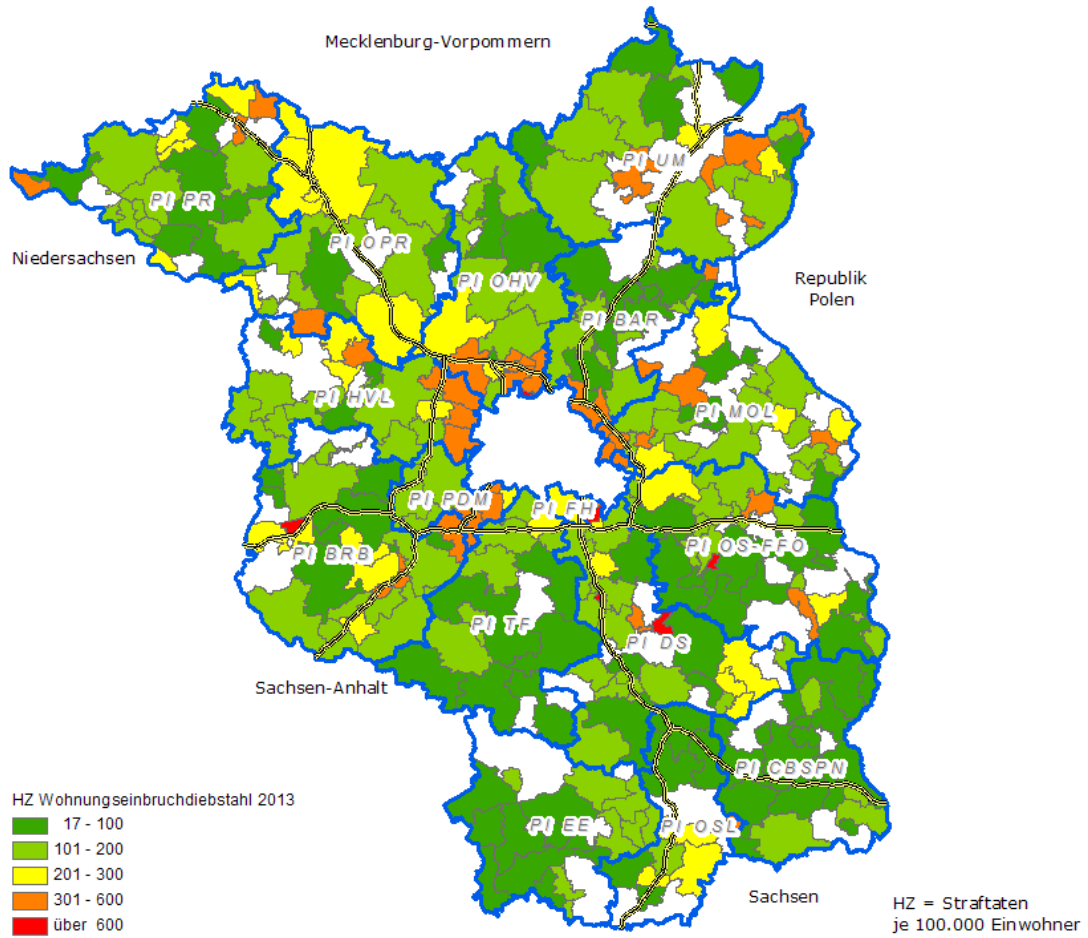 Mecklenburg-Vorpommern
PI UM
PI PR
PI OPR
Niedersachsen
PI OHV
Republik
Polen
PI BAR
PI HVL
PI MOL
PI PDM
PI FH
PI BRB
PI OS-FFO
PI TF
PI DS
Sachsen-Anhalt
PI CBSPN
PI EE
PI OSL
HZ Wohnungseinbruchdiebstahl 2013
17 - 100
101 - 200
201 - 300
301 - 600
über 600
Sachsen
HZ = Straftaten
je 100.000 Einwohner